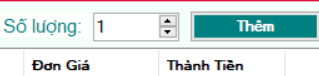 Số lượng: 1 Thêm
Đơn Giá Thành Tiền